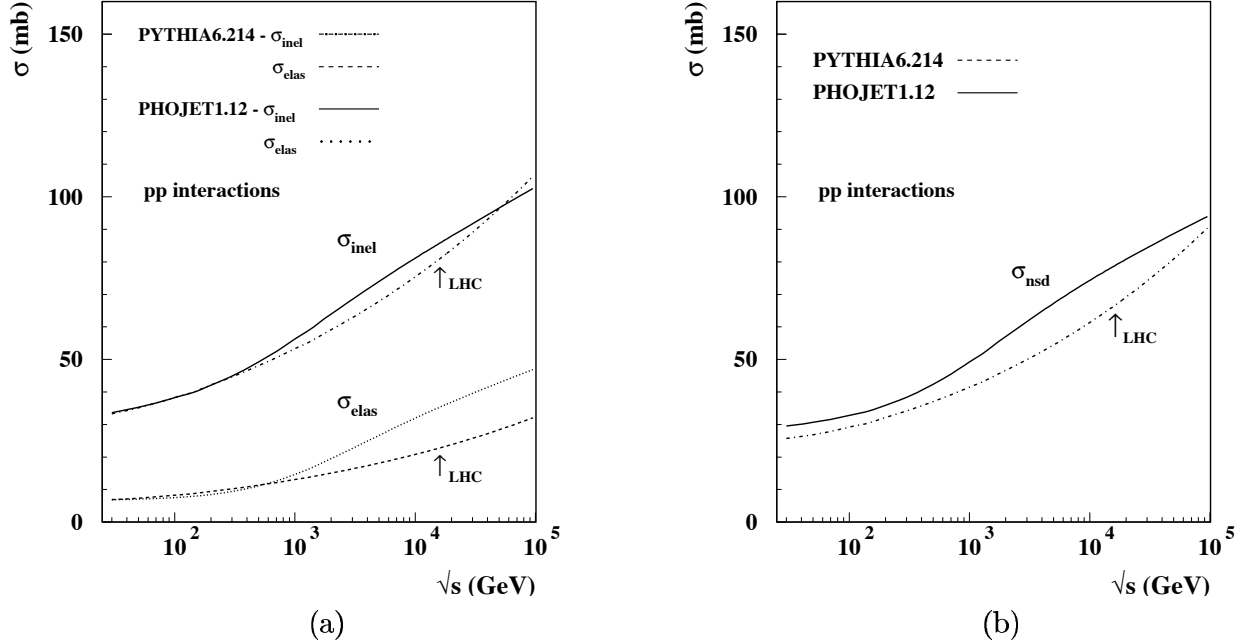 σ (mb)
150
100
50
0
PYTHIA6.214 - σinel
σelas
PHOJET1.12 - σinel
σelas
pp interactions
σinel
LHC
σelas
LHC
10^2
10^3
10^4
10^5
√s (GeV)
(a)
σ (mb)
150
100
50
0
PYTHIA6.214
PHOJET1.12
pp interactions
σnsd
LHC
10^2
10^3
10^4
10^5
√s (GeV)
(b)